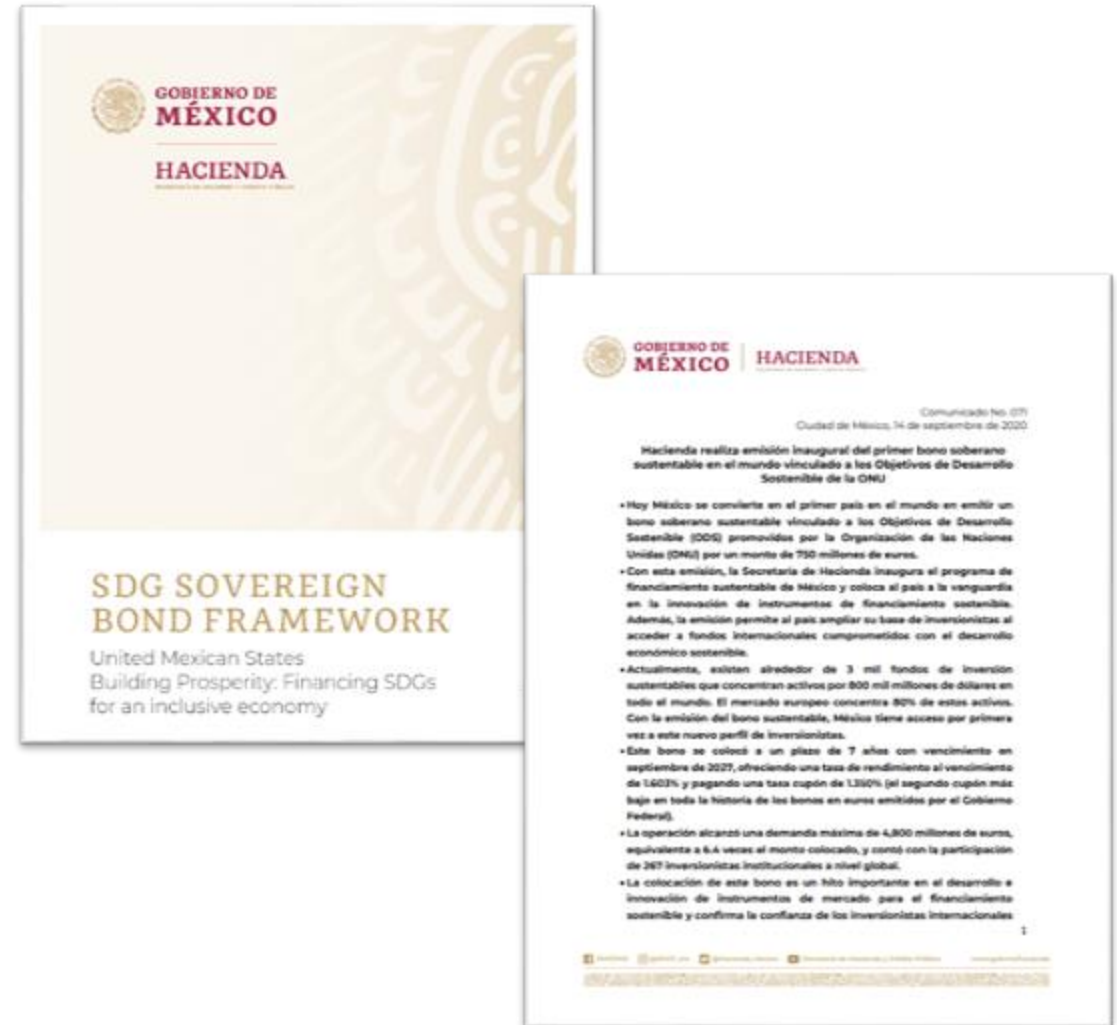 GOBIERNO DE
MÉXICO
HACIENDA
SDG SOVEREIGN
BOND FRAMEWORK
United Mexican States
Building Prosperity: Financing SDGs
for an inclusive economy
GOBIERNO DE
MÉXICO
HACIENDA
Comunicado No. 071
Ciudad de México, 14 de septiembre de 2020
Hacienda realiza emisión inaugural del primer bono soberano
sustentable en el mundo vinculado a los Objetivos de Desarrollo
Sostenible de la ONU
• Hoy México se convierte en el primer país en el mundo en emitir un
bono soberano sustentable vinculado a los Objetivos de Desarrollo
Sostenible (ODS) promovidos por la Organización de las Naciones
Unidas (ONU) por un monto de 750 millones de euros.
• Con esta emisión, la Secretaría de Hacienda inaugura el programa de
financiamiento sustentable de México y coloca al país a la vanguardia
en la innovación de instrumentos de financiamiento sostenible.
Además, la emisión permite al país ampliar su base de inversionistas al
acceder a fondos internacionales comprometidos con el desarrollo
económico sostenible.
• Actualmente, existen alrededor de 3 mil fondos de inversión
sustentables que concentran activos por 800 mil millones de dólares en
todo el mundo. El mercado europeo concentra 80% de estos activos.
Con la emisión del bono sustentable, México tiene acceso por primera
vez a este nuevo perfil de inversionistas.
• Este bono se colocó a un plazo de 7 años con vencimiento en
septiembre de 2027, ofreciendo una tasa de rendimiento al vencimiento
de 1.603% y pagando una tasa cupón de 1.350% (el segundo cupón más
bajo en toda la historia de los bonos en euros emitidos por el Gobierno
Federal).
• La operación alcanzó una demanda máxima de 4,800 millones de euros,
equivalente a 6.4 veces el monto colocado, y contó con la participación
de 267 inversionistas institucionales a nivel global.
• La colocación de este bono es un hito importante en el desarrollo e
innovación de instrumentos de mercado para el financiamiento
sostenible y confirma la confianza de los inversionistas internacionales
1